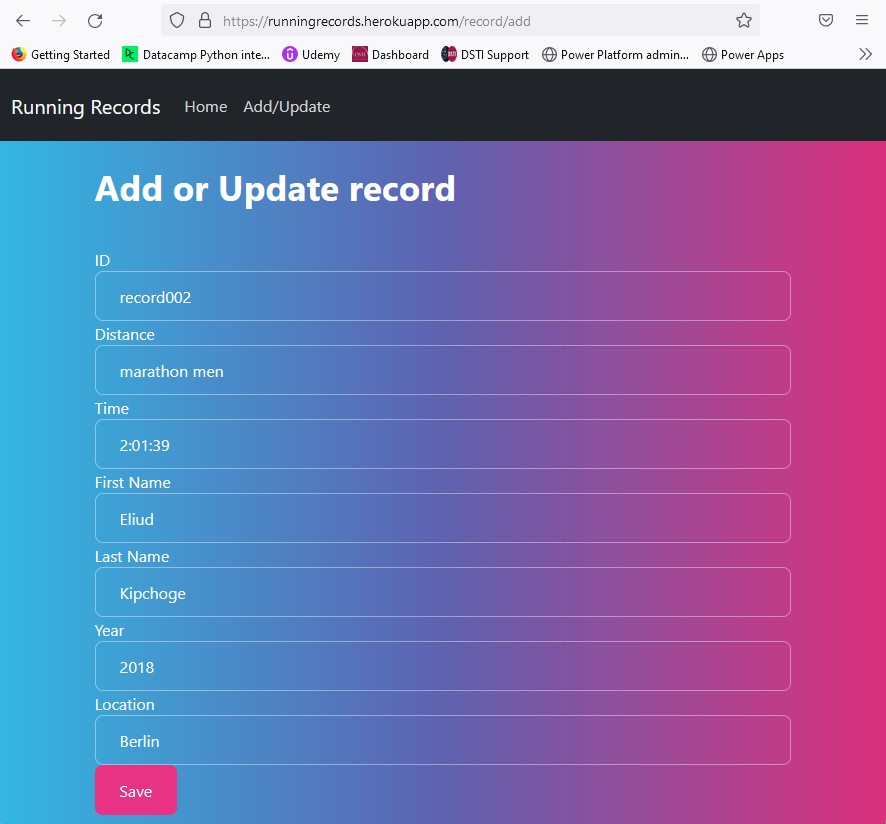 https://runningrecords.herokuapp.com/record/add
Getting Started Datacamp Python inte... Udemy Dashboard DSTI Support Power Platform admin... Power Apps
Running Records Home Add/Update
Add or Update record
ID
record002
Distance
marathon men
Time
2:01:39
First Name
Eliud
Last Name
Kipchoge
Year
2018
Location
Berlin
Save